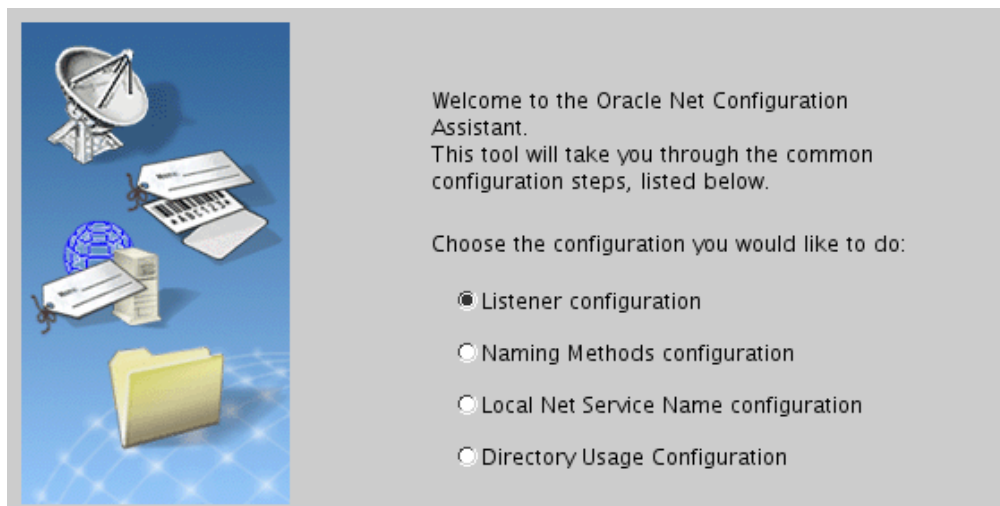 Welcome to the Oracle Net Configuration
Assistant.
This tool will take you through the common
configuration steps, listed below.
Choose the configuration you would like to do:
Listener configuration
Naming Methods configuration
Local Net Service Name configuration
Directory Usage Configuration
*ABC123*